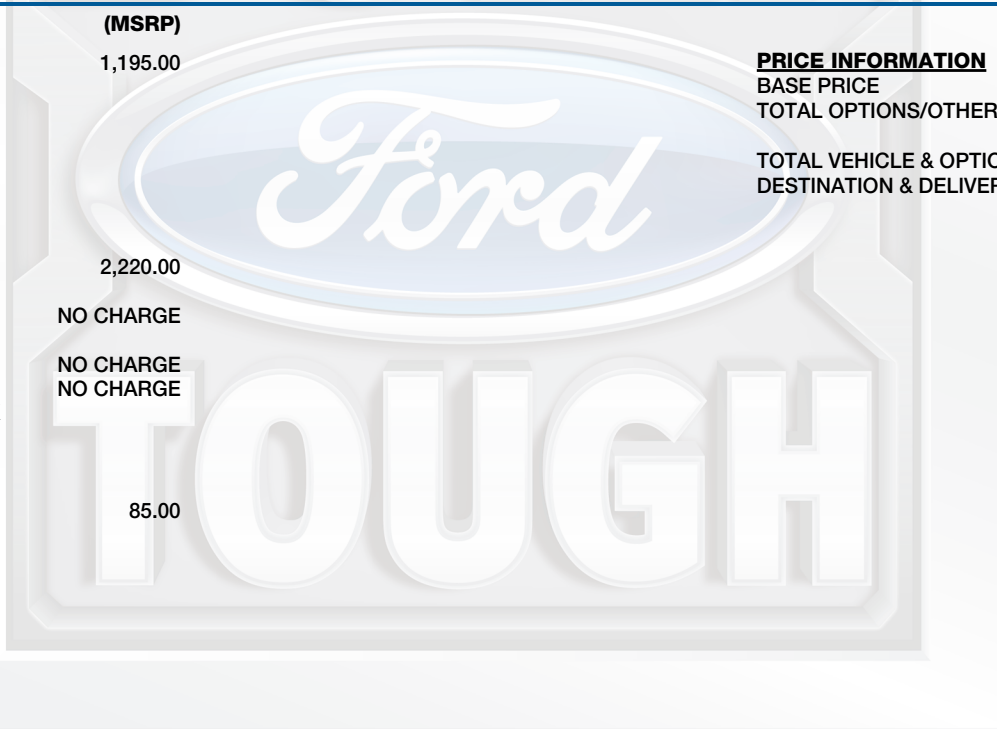 (MSRP)
1,195.00
2,220.00
NO CHARGE
NO CHARGE
NO CHARGE
85.00
PRICE INFORMATION
BASE PRICE
TOTAL OPTIONS/OTHER
TOTAL VEHICLE & OPTIO
DESTINATION & DELIVER
Ford
TOUGH